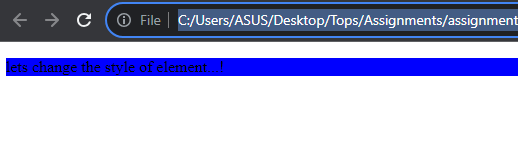 File C:/Users/ASUS/Desktop/Tops/Assignments/assignment
lets change the style of element...!